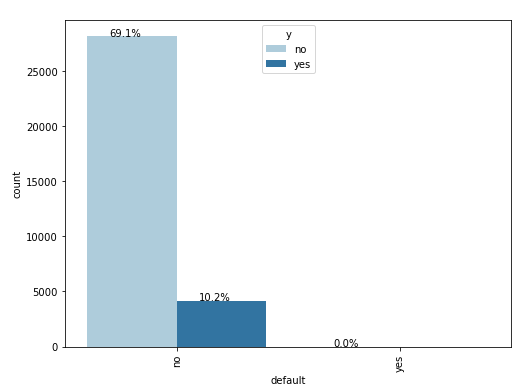 69.1%
y
no
yes
25000
20000
15000
10000
5000
0
count
10.2%
0.0%
no
yes
default